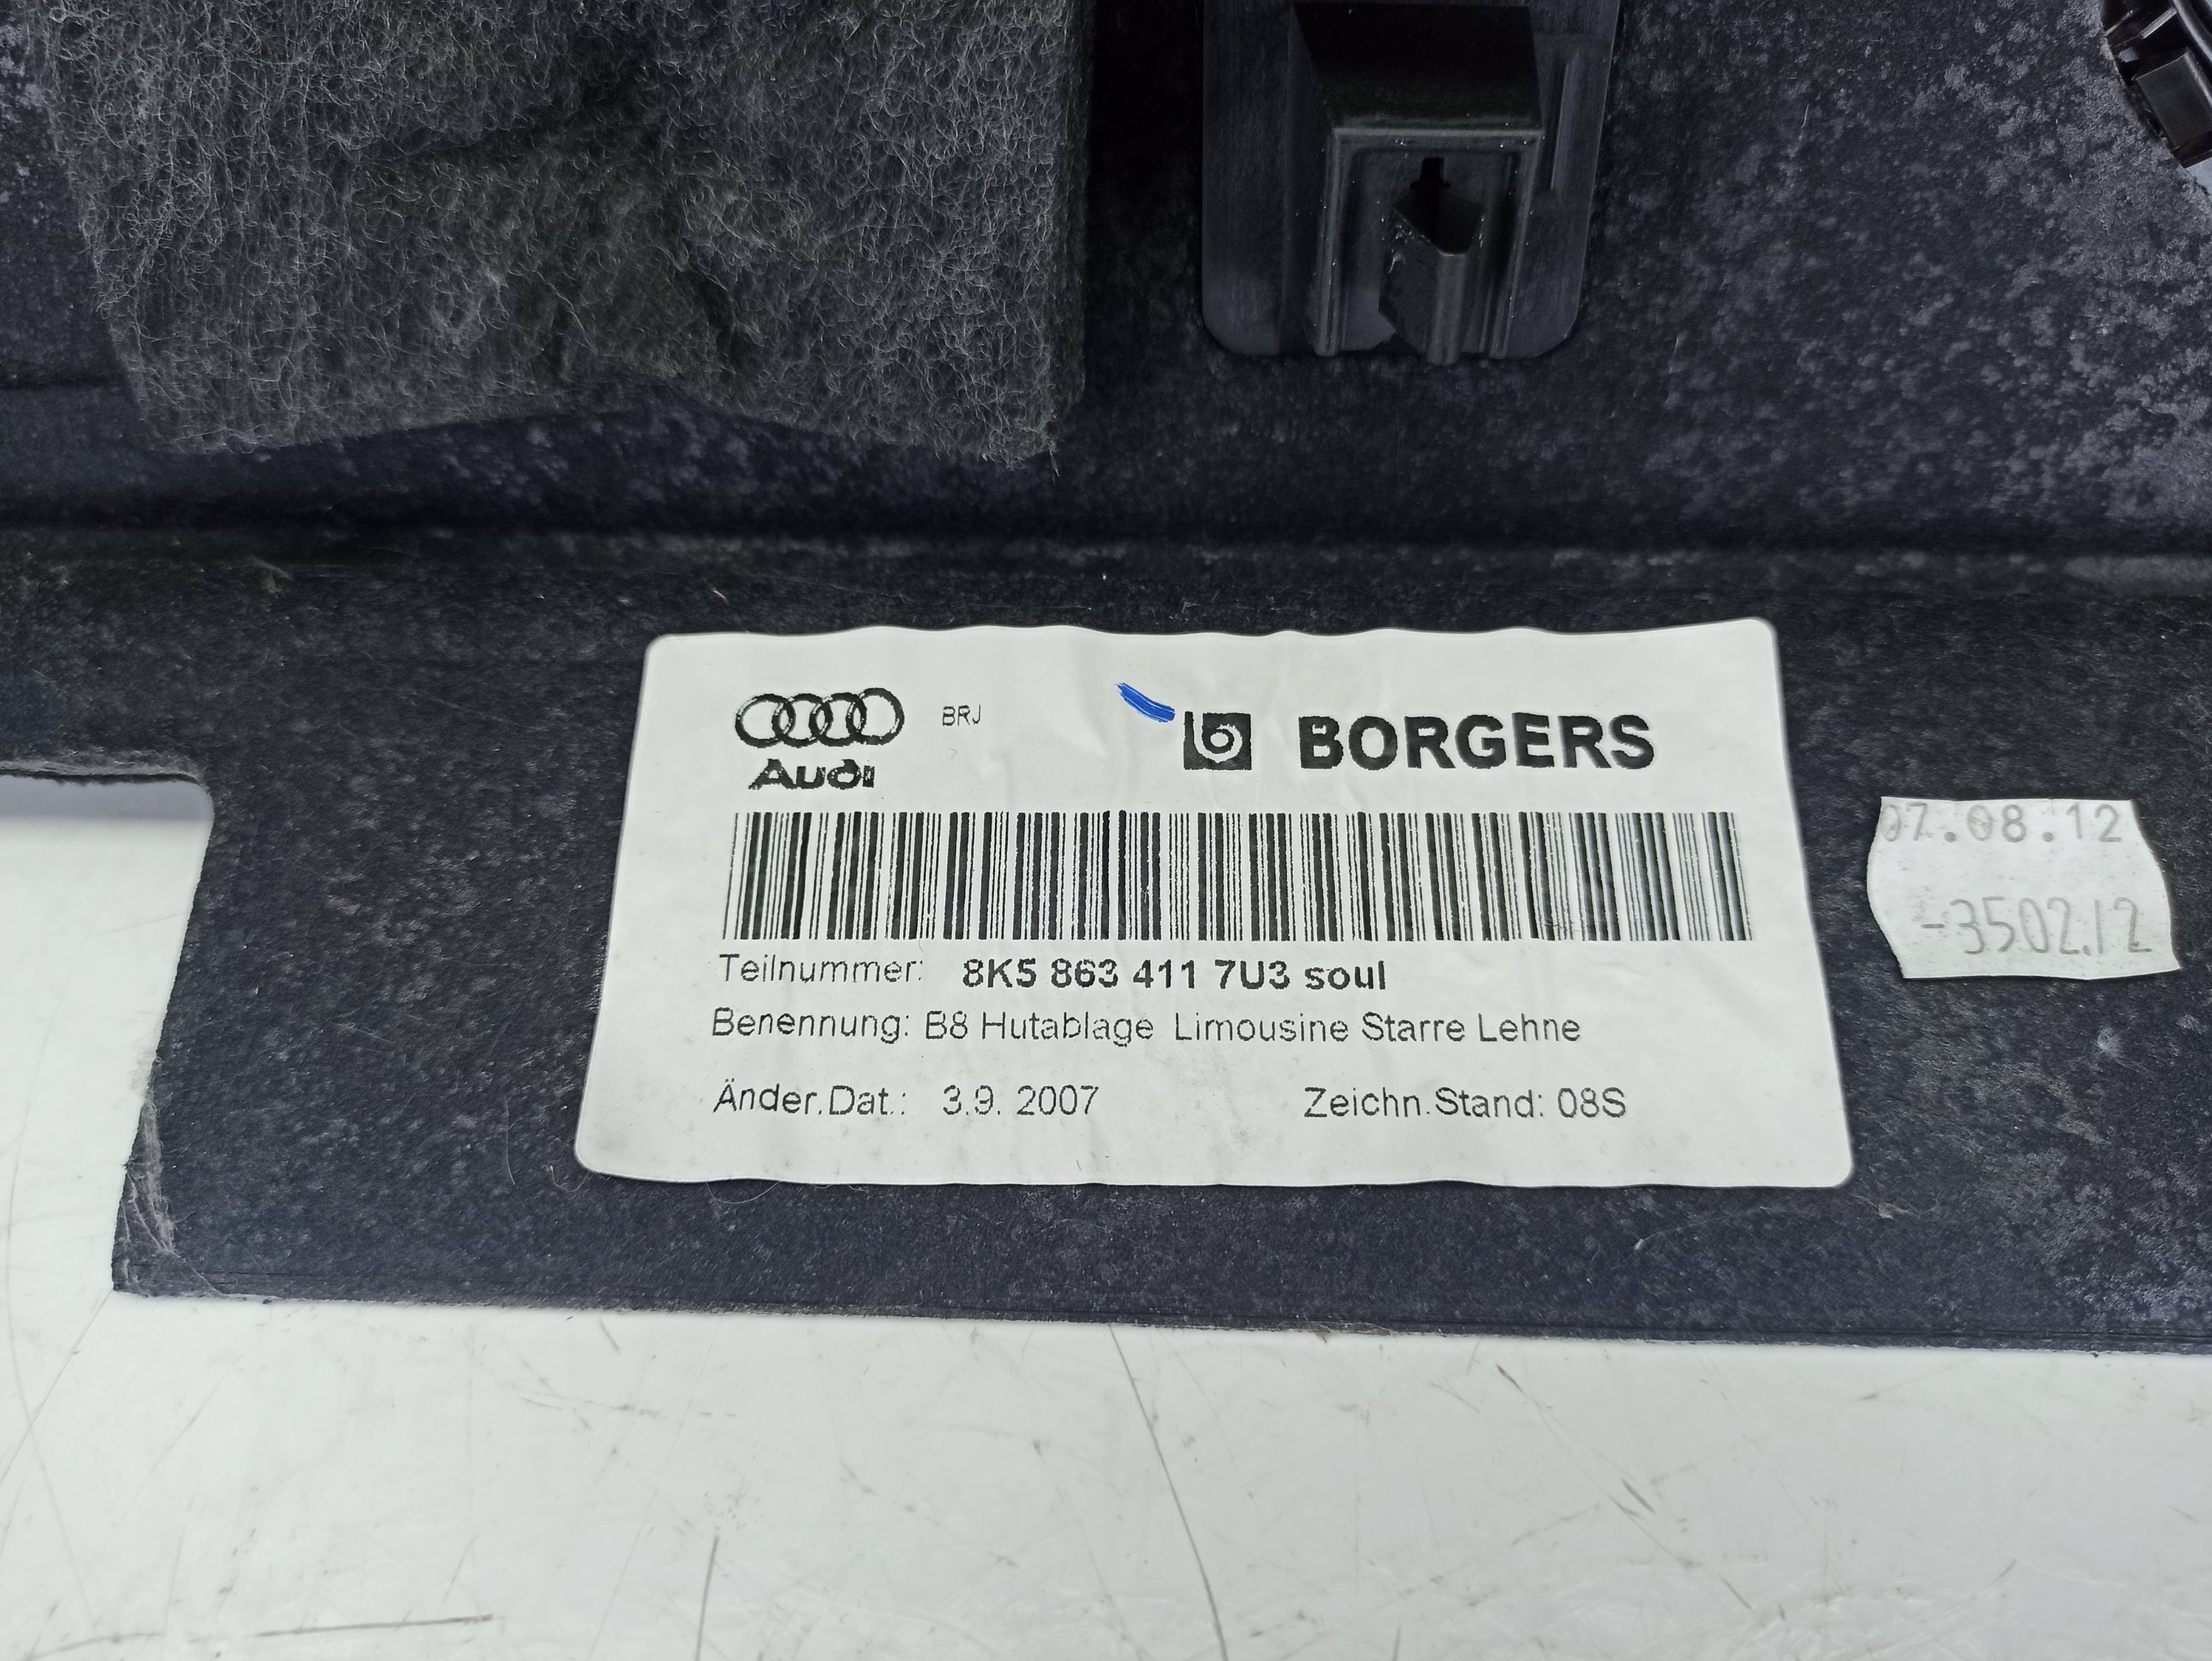 Audi
BRJ
BORGERS
Teilnummer: 8K5 863 411 7U3 soul
Benennung: B8 Hutablage Limousine Starre Lehne
Änder.Dat.: 3.9. 2007 Zeichn.Stand: 08S
07.08.12
-3502./2